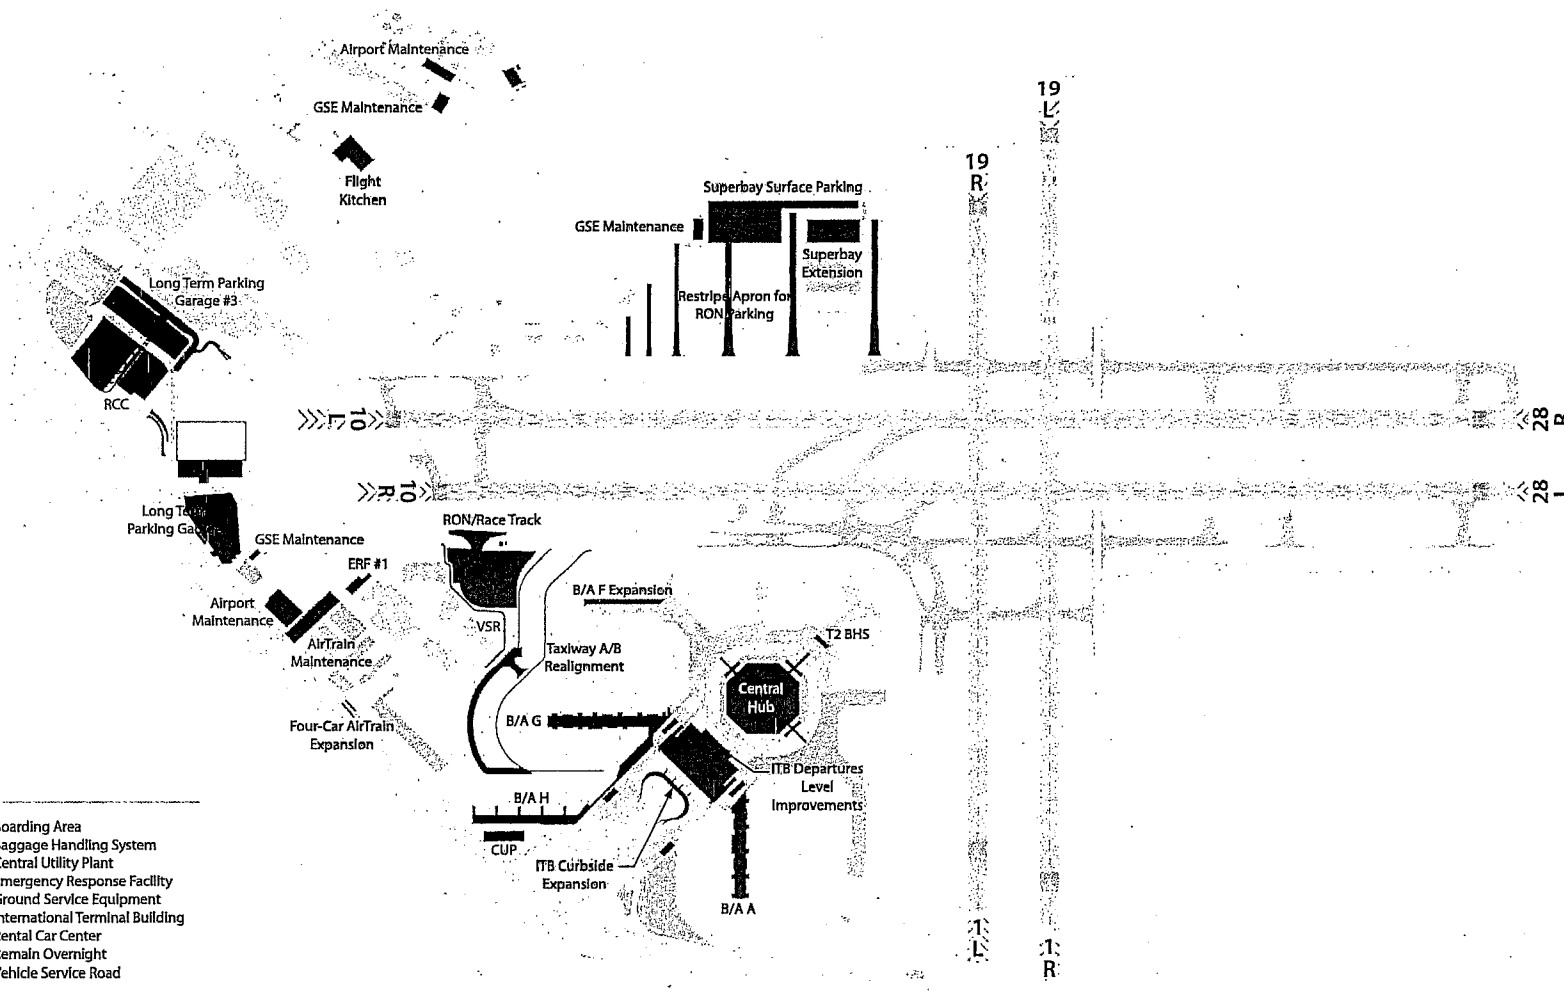 Airport Maintenance
GSE Maintenance
Flight
Kitchen
19
L
19
R
Superbay Surface Parking
GSE Maintenance
Superbay
Extension
Restripe Apron for
RON Parking
Long Term Parking
Garage #3
RCC
10
L
28
R
10
R
28
L
Long Te
Parking Ga
GSE Maintenance
ERF #1
Airport
Maintenance
AirTrain
Maintenance
Four-Car AirTrain
Expansion
RON/Race Track
VSR
B/A F Expansion
Taxiway A/B
Realignment
T2 BHS
Central
Hub
B/A G
ITB Departures
Level
Improvements
B/A H
CUP
ITB Curbside
Expansion
B/A A
1
L
1
R
oarding Area
aggage Handling System
entral Utility Plant
mergency Response Facility
round Service Equipment
nternational Terminal Building
ental Car Center
emain Overnight
ehicle Service Road